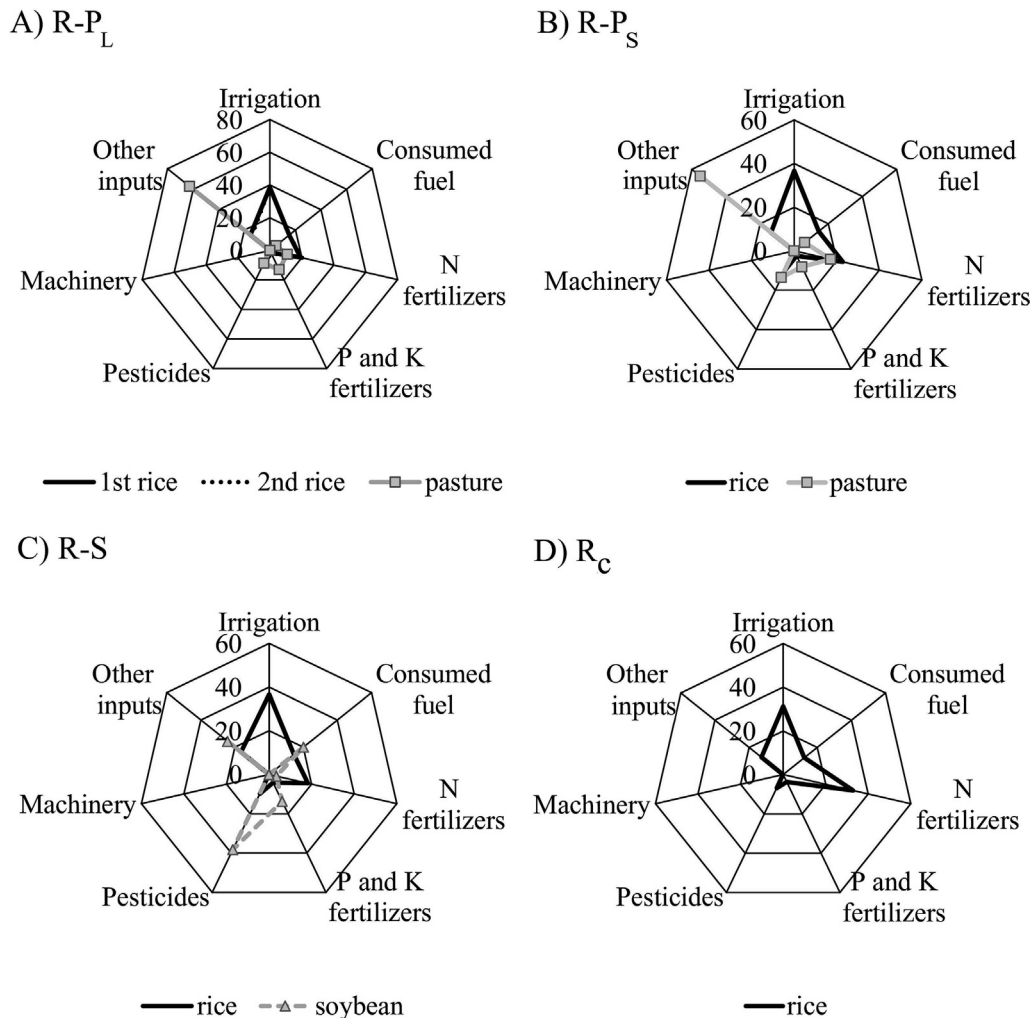 A) R-P_L
Irrigation
80
60
40
20
0
Other
inputs
Consumed
fuel
Machinery
N
fertilizers
Pesticides
P and K
fertilizers
1st rice 2nd rice pasture
B) R-P_S
Irrigation
60
40
20
0
Other
inputs
Consumed
fuel
Machinery
N
fertilizers
Pesticides
P and K
fertilizers
rice pasture
C) R-S
Irrigation
60
40
20
0
Other
inputs
Consumed
fuel
Machinery
N
fertilizers
Pesticides
P and K
fertilizers
rice soybean
D) R_C
Irrigation
60
40
20
0
Other
inputs
Consumed
fuel
Machinery
N
fertilizers
Pesticides
P and K
fertilizers
rice